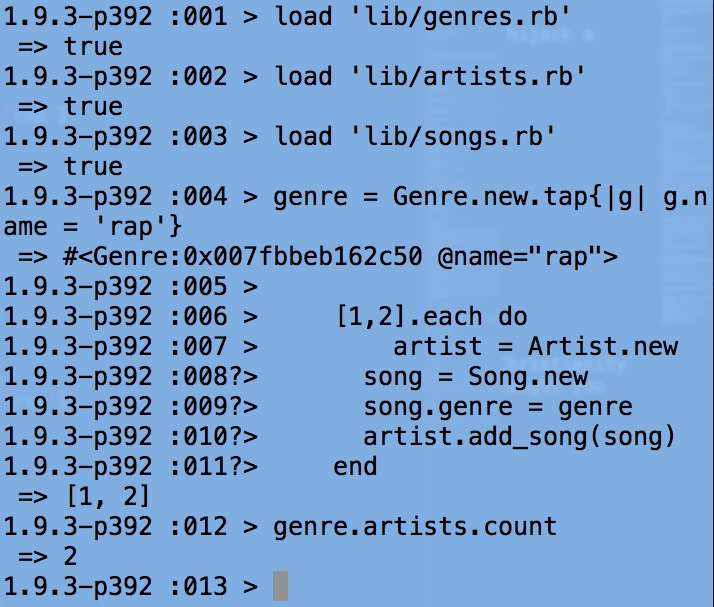 1.9.3-p392 :001 > load 'lib/genres.rb'
 => true
1.9.3-p392 :002 > load 'lib/artists.rb'
 => true
1.9.3-p392 :003 > load 'lib/songs.rb'
 => true
1.9.3-p392 :004 > genre = Genre.new.tap{|g| g.n
ame = 'rap'}
 => #<Genre:0x007fbbeb162c50 @name="rap">
1.9.3-p392 :005 >
1.9.3-p392 :006 >     [1,2].each do
1.9.3-p392 :007 >         artist = Artist.new
1.9.3-p392 :008?>       song = Song.new
1.9.3-p392 :009?>       song.genre = genre
1.9.3-p392 :010?>       artist.add_song(song)
1.9.3-p392 :011?>     end
 => [1, 2]
1.9.3-p392 :012 > genre.artists.count
 => 2
1.9.3-p392 :013 >